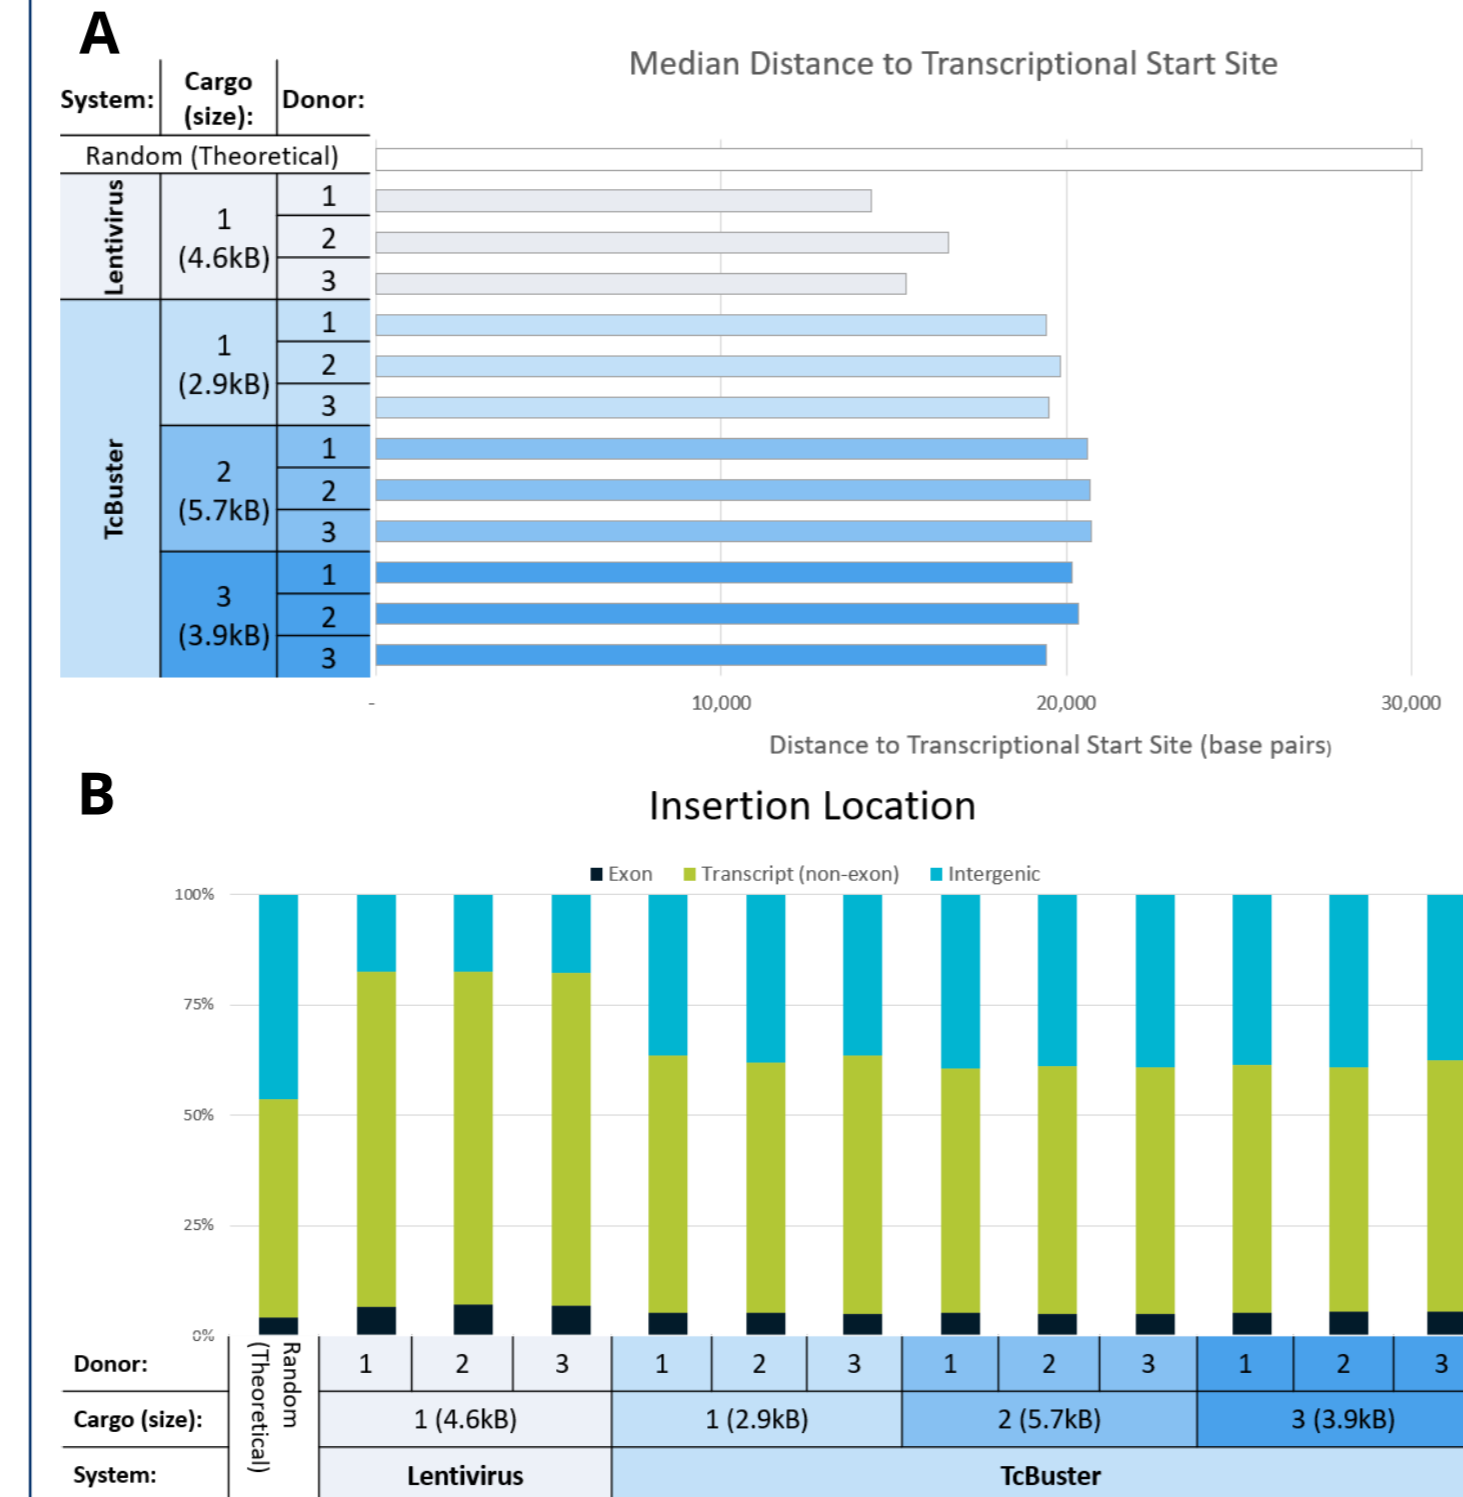 A
Median Distance to Transcriptional Start Site
System:
Cargo
(size):
Donor:
Random (Theoretical)
Lentivirus
1
(4.6kB)
1
2
3
TcBuster
1
(2.9kB)
1
2
3
2
(5.7kB)
1
2
3
3
(3.9kB)
1
2
3
- 10,000 20,000 30,000
Distance to Transcriptional Start Site (base pairs)
B
Insertion Location
Exon Transcript (non-exon) Intergenic
100%
75%
50%
25%
0%
Donor:
Random
(Theoretical)
1 2 3 1 2 3 1 2 3 1 2 3
Cargo (size): 1 (4.6kB) 1 (2.9kB) 2 (5.7kB) 3 (3.9kB)
System: Lentivirus TcBuster